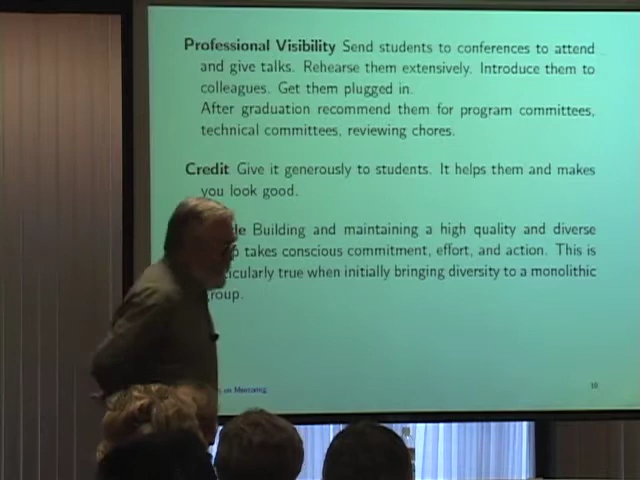 Professional Visibility Send students to conferences to attend
and give talks. Rehearse them extensively. Introduce them to
colleagues. Get them plugged in.
After graduation recommend them for program committees,
technical committees, reviewing chores.
Credit Give it generously to students. It helps them and makes
you look good.
Building and maintaining a high quality and diverse
takes conscious commitment, effort, and action. This is
true when initially bringing diversity to a monolithic
group.
on Mentoring